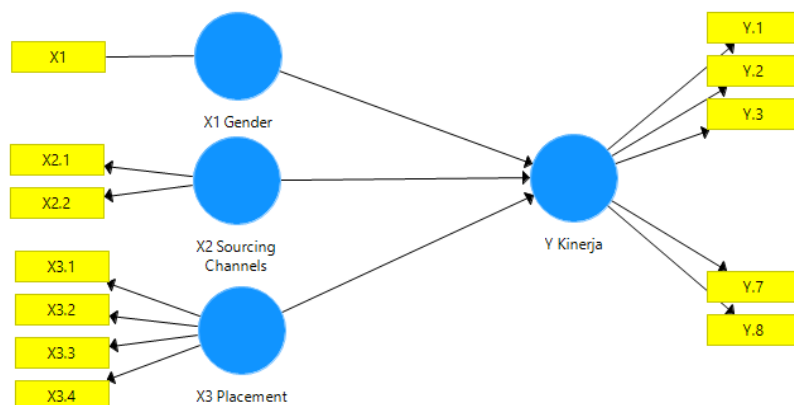 X1
X1 Gender
X2.1
X2.2
X2 Sourcing
Channels
X3.1
X3.2
X3.3
X3.4
X3 Placement
Y Kinerja
Y.1
Y.2
Y.3
Y.7
Y.8